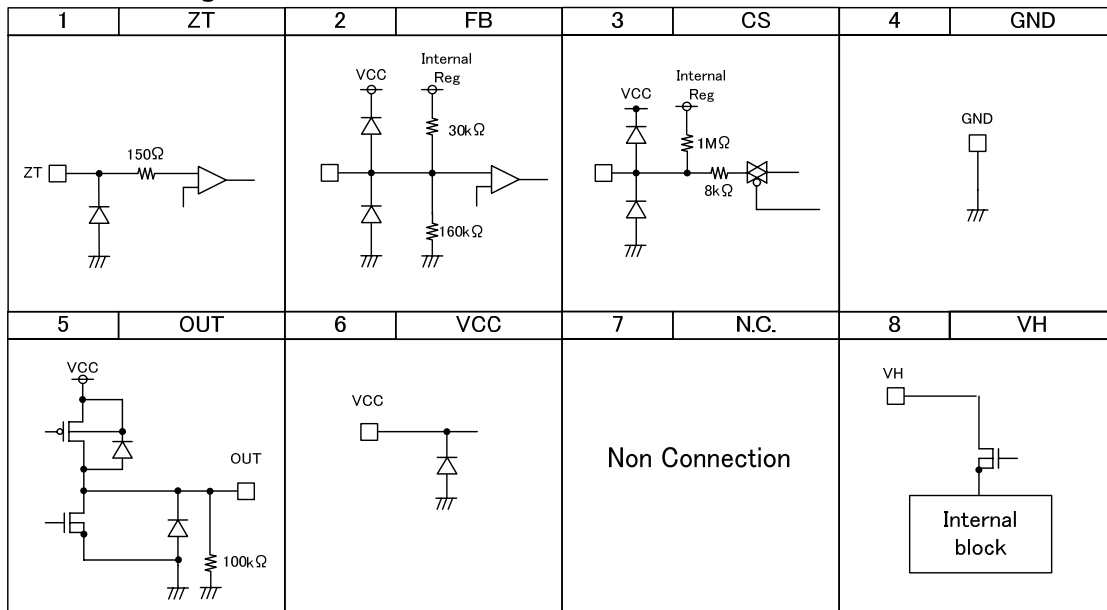 1 ZT 2 FB 3 CS 4 GND
ZT
150Ω
VCC
Internal
Reg
30kΩ
160kΩ
VCC
Internal
Reg
1MΩ
8kΩ
GND
5 OUT 6 VCC 7 N.C. 8 VH
VCC
OUT
100kΩ
VCC
Non Connection
VH
Internal
block